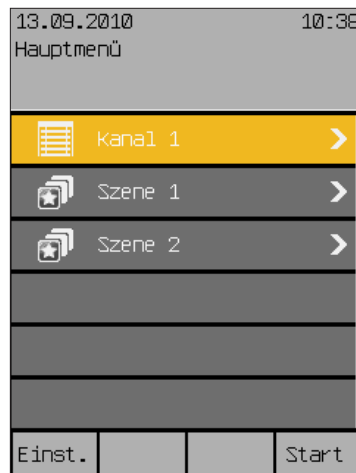 13.09.2010 10:38
Hauptmenü
Kanal 1
Szene 1
Szene 2
Einst. Start